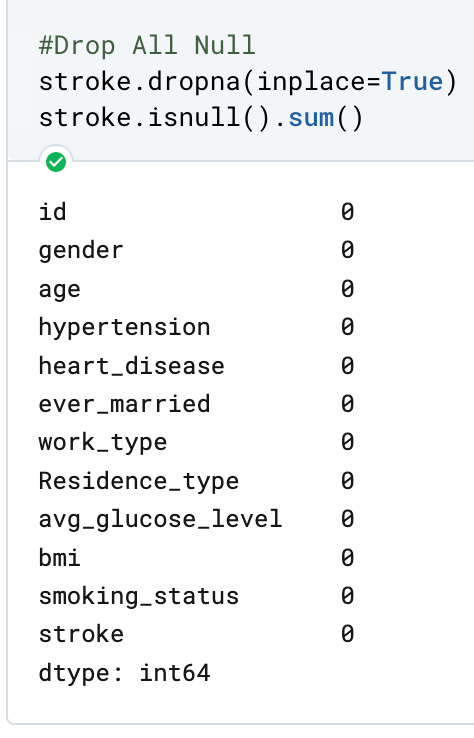 #Drop All Null
stroke.dropna(inplace=True)
stroke.isnull().sum()
id 0
gender 0
age 0
hypertension 0
heart_disease 0
ever_married 0
work_type 0
Residence_type 0
avg_glucose_level 0
bmi 0
smoking_status 0
stroke 0
dtype: int64